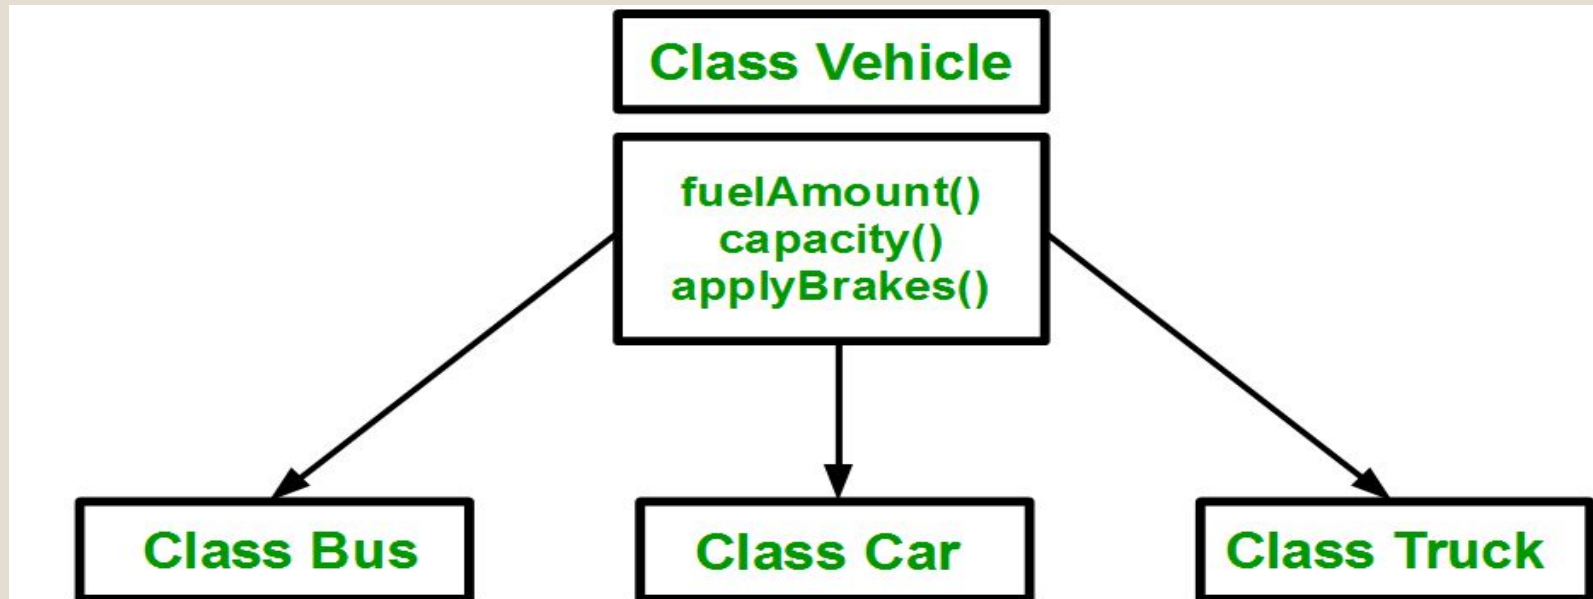 Class Vehicle
fuelAmount()
capacity()
applyBrakes()
Class Bus
Class Car
Class Truck